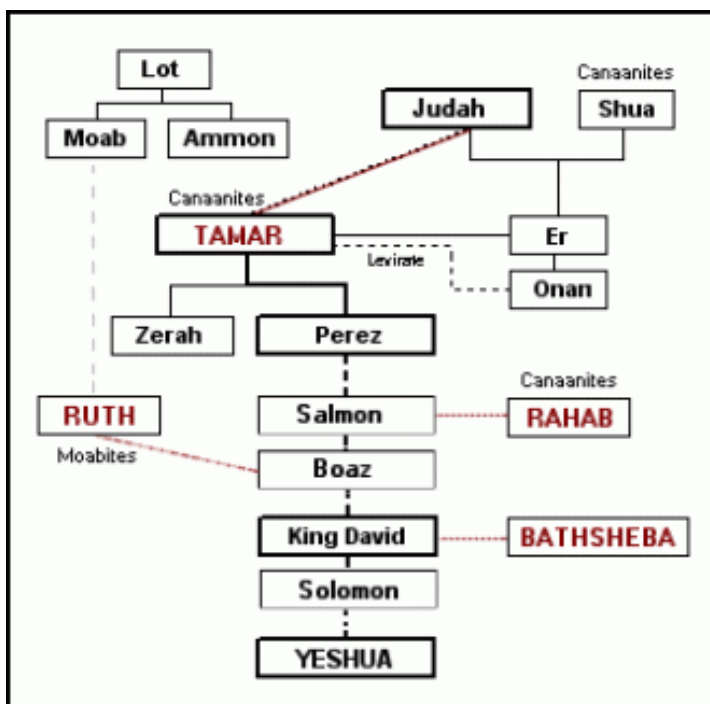 Lot
Canaanites
Judah
Shua
Moab
Ammon
Canaanites
TAMAR
Er
Levirate
Onan
Zerah
Perez
Canaanites
RUTH
Salmon
RAHAB
Moabites
Boaz
King David
BATHSHEBA
Solomon
YESHUA